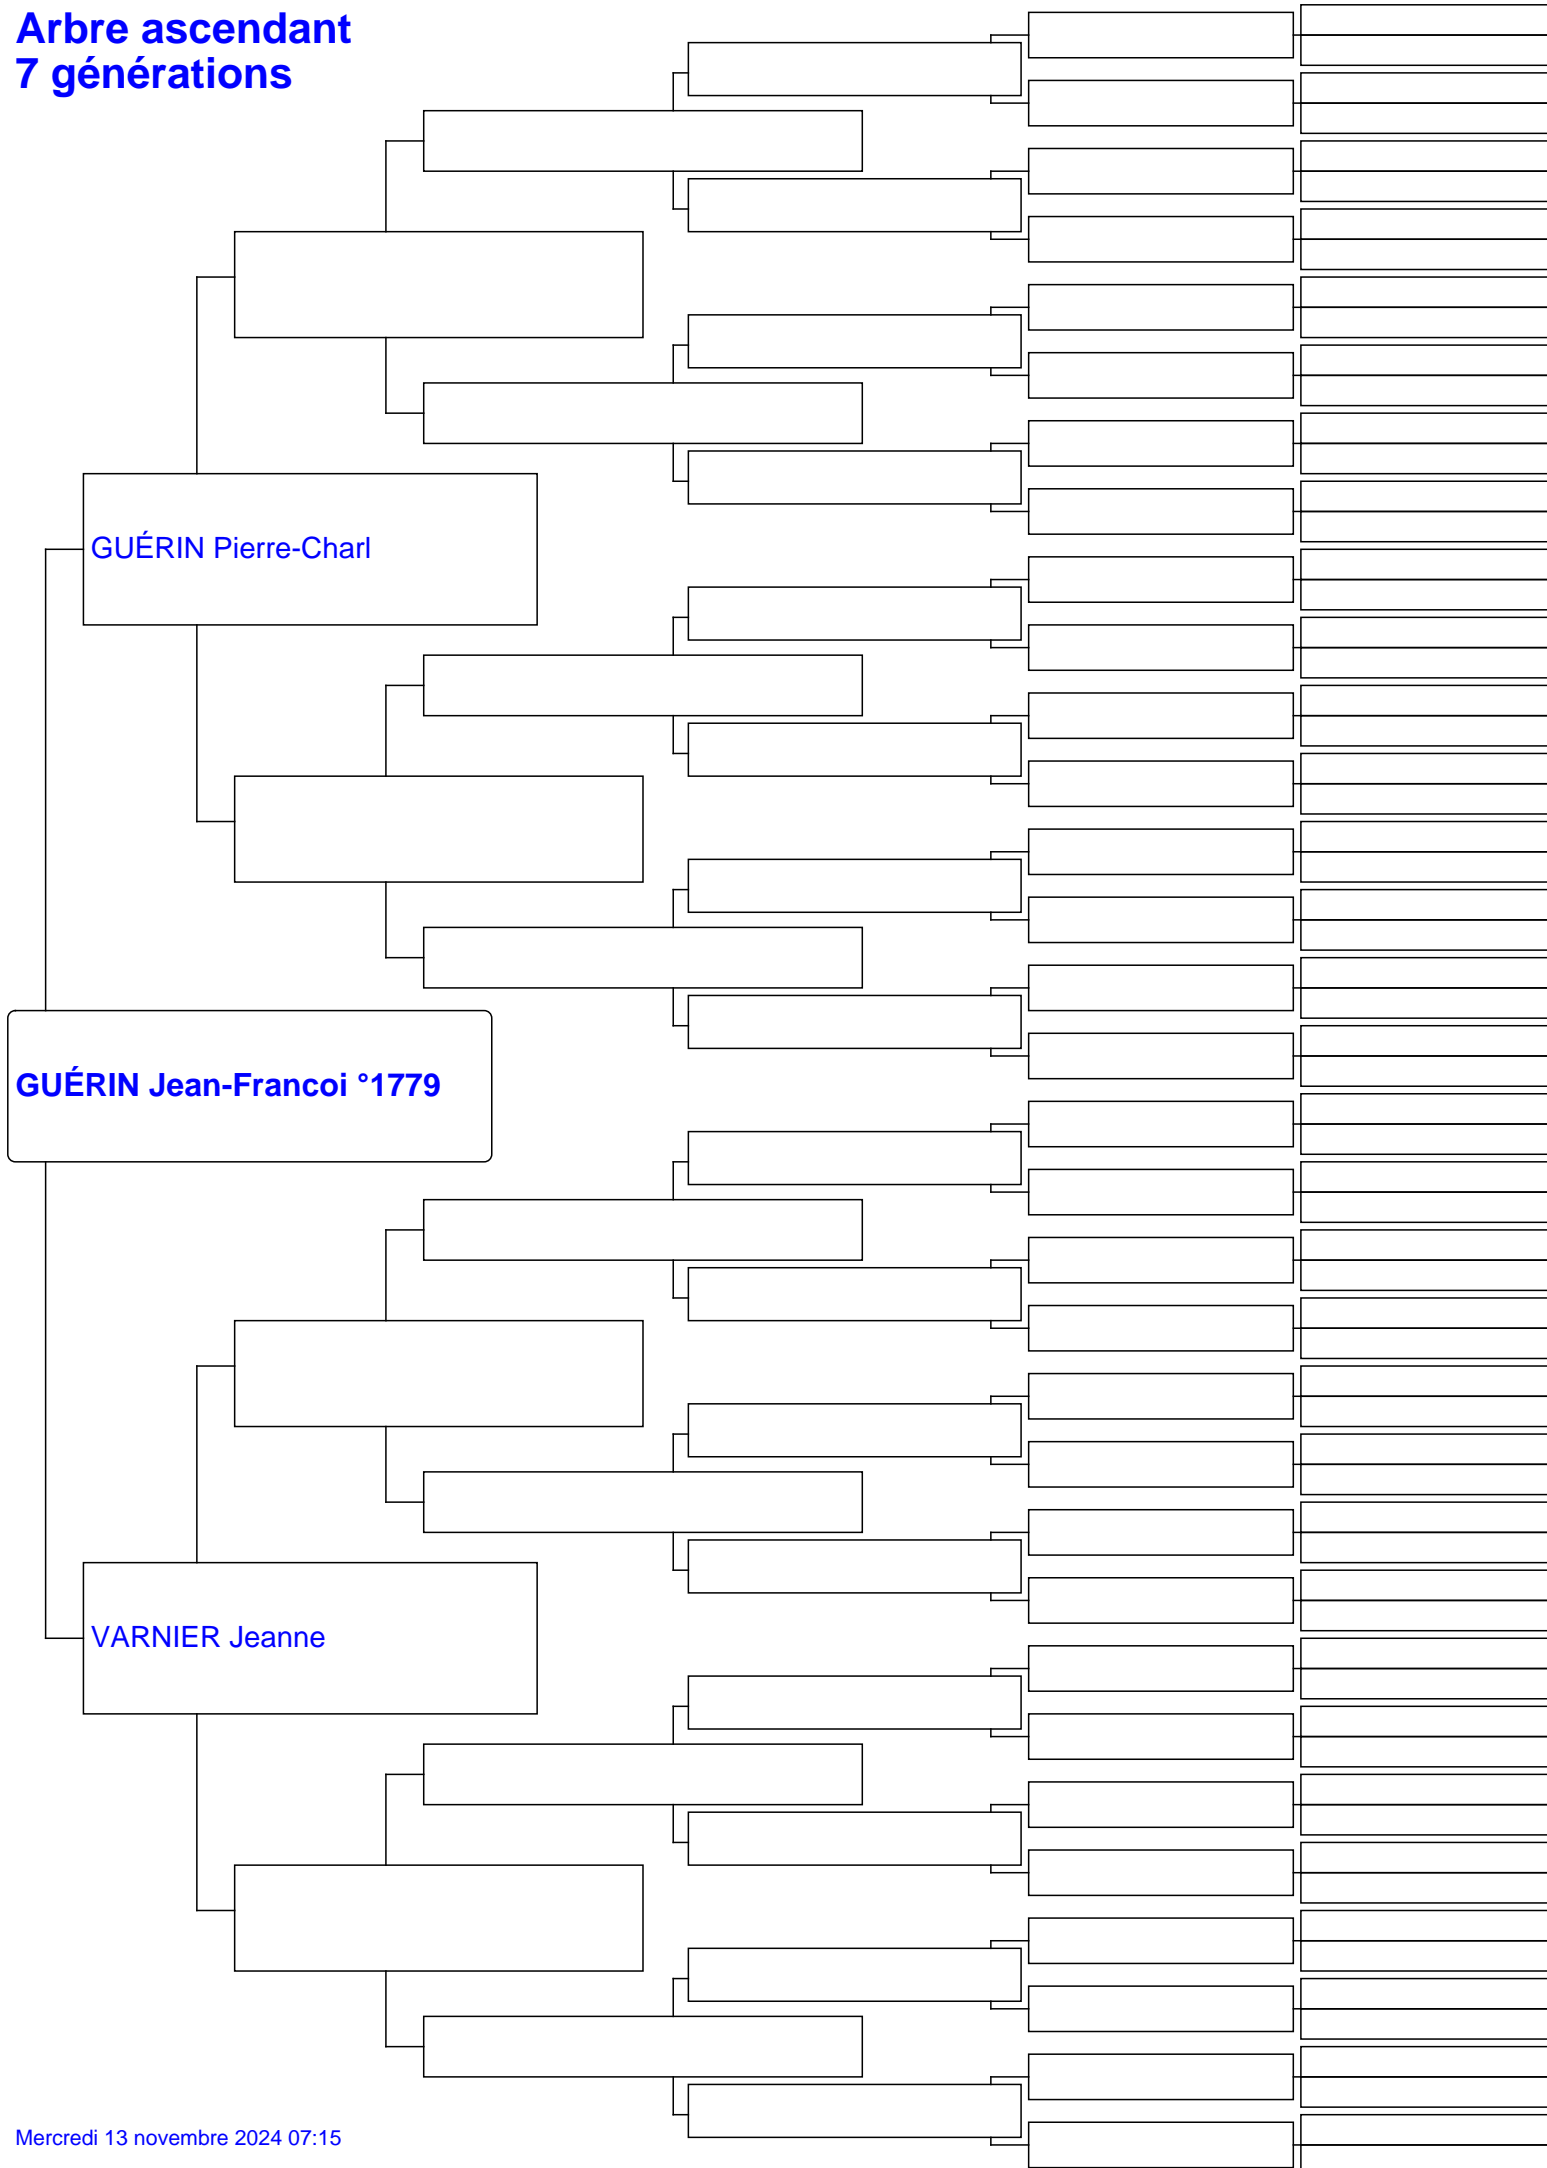 Arbre ascendant
7 générations
GUÉRIN Pierre-Charl
GUÉRIN Jean-Francoi °1779
VARNIER Jeanne
Mercredi 13 novembre 2024 07:15